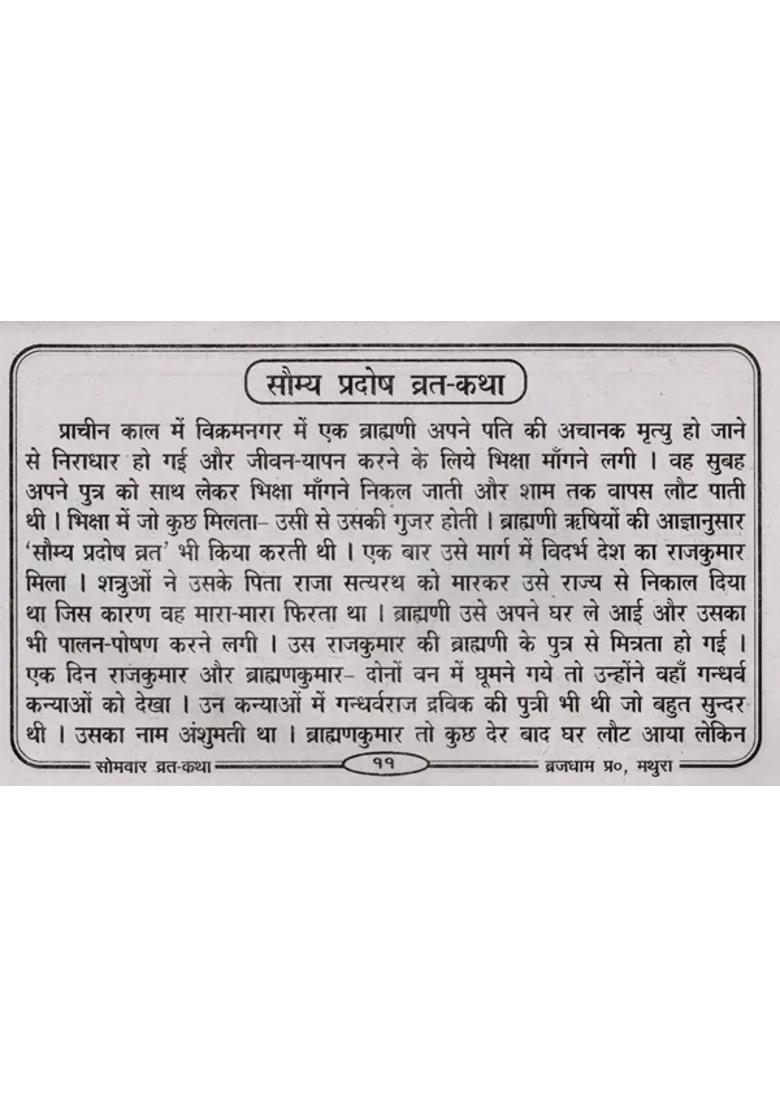 सौम्य प्रदोष व्रत-कथा
प्राचीन काल में विक्रमनगर में एक ब्राह्मणी अपने पति की अचानक मृत्यु हो जाने
से निराधार हो गई और जीवन-यापन करने के लिये भिक्षा माँगने लगी । वह सुबह
अपने पुत्र को साथ लेकर भिक्षा माँगने निकल जाती और शाम तक वापस लौट पाती
थी । भिक्षा में जो कुछ मिलता– उसी से उसकी गुजर होती । ब्राह्मणी ऋषियों की आज्ञानुसार
‘सौम्य प्रदोष व्रत’ भी किया करती थी । एक बार उसे मार्ग में विदर्भ देश का राजकुमार
मिला । शत्रुओं ने उसके पिता राजा सत्यरथ को मारकर उसे राज्य से निकाल दिया
था जिस कारण वह मारा-मारा फिरता था । ब्राह्मणी उसे अपने घर ले आई और उसका
भी पालन-पोषण करने लगी । उस राजकुमार की ब्राह्मणी के पुत्र से मित्रता हो गई ।
एक दिन राजकुमार और ब्राह्मणकुमार– दोनों वन में घूमने गये तो उन्होंने वहाँ गन्धर्व
कन्याओं को देखा । उन कन्याओं में गन्धर्वराज द्रविक की पुत्री भी थी जो बहुत सुन्दर
थी । उसका नाम अंशुमती था । ब्राह्मणकुमार तो कुछ देर बाद घर लौट आया लेकिन
सोमवार व्रत-कथा ११ ब्रजधाम प्र०, मथुरा